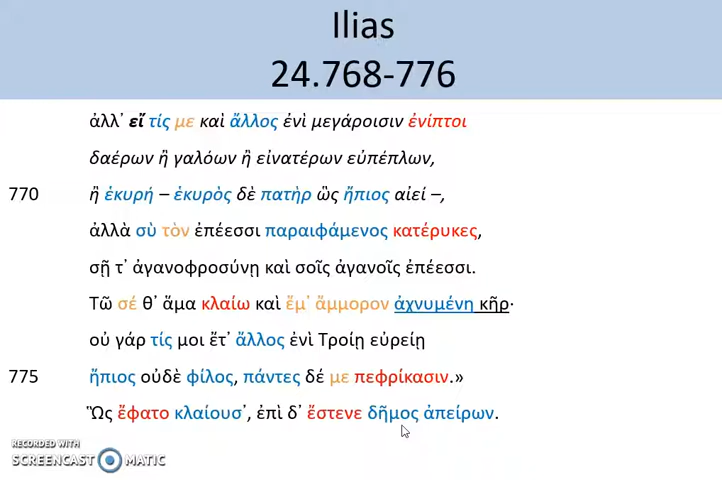 Ilias
24.768-776
ἀλλ᾽ εἴ τίς με καὶ ἄλλος ἐνὶ μεγάροισιν ἐνίπτοι
δαέρων ἢ γαλόων ἢ εἰνατέρων εὐπέπλων,
770 ἢ ἑκυρή – ἑκυρὸς δὲ πατὴρ ὣς ἤπιος αἰεί –,
ἀλλὰ σὺ τὸν ἐπέεσσι παραιφάμενος κατέρυκες,
σῇ τ᾽ ἀγανοφροσύνῃ καὶ σοῖς ἀγανοῖς ἐπέεσσι.
Τῶ σέ θ᾽ ἅμα κλαίω καὶ ἔμ᾽ ἄμμορον ἀχνυμένη κῆρ·
οὐ γάρ τίς μοι ἔτ᾽ ἄλλος ἐνὶ Τροίῃ εὐρείῃ
775 ἤπιος οὐδὲ φίλος, πάντες δέ με πεφρίκασιν.»
Ὣς ἔφατο κλαίουσ᾽, ἐπὶ δ᾽ ἔστενε δῆμος ἀπείρων.
RECORDED WITH
SCREENCAST MATIC